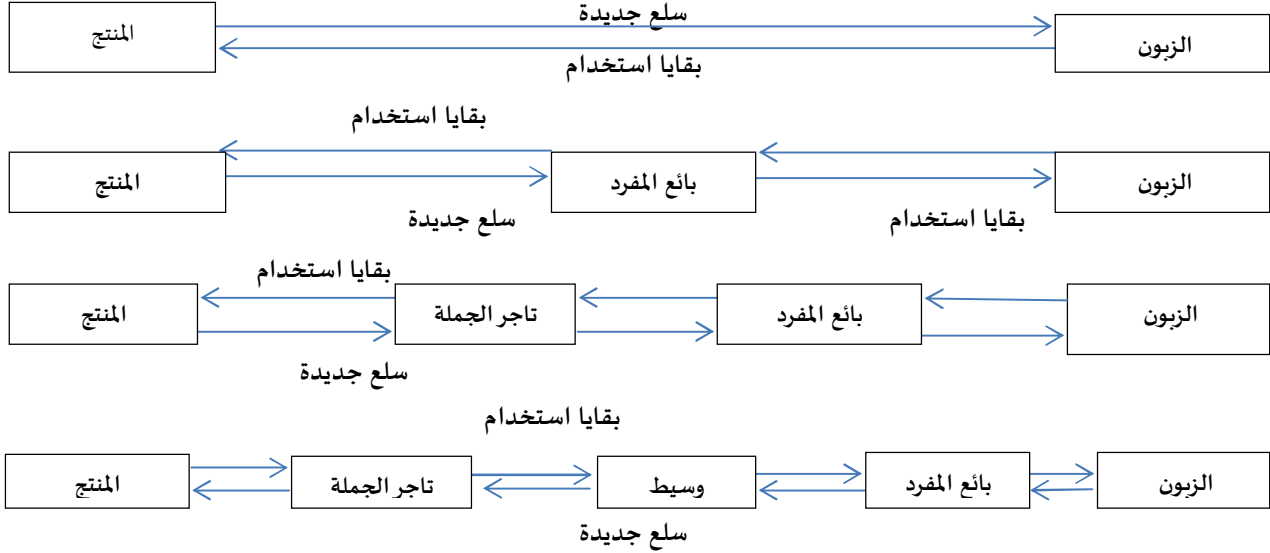 سلع جديدة
المنتج
الزبون
بقايا استخدام
بقايا استخدام
الزبون
بائع المفرد
المنتج
بقايا استخدام
سلع جديدة
بقايا استخدام
الزبون
بائع المفرد
تاجر الجملة
المنتج
سلع جديدة
بقايا استخدام
الزبون
بائع المفرد
وسيط
تاجر الجملة
المنتج
سلع جديدة